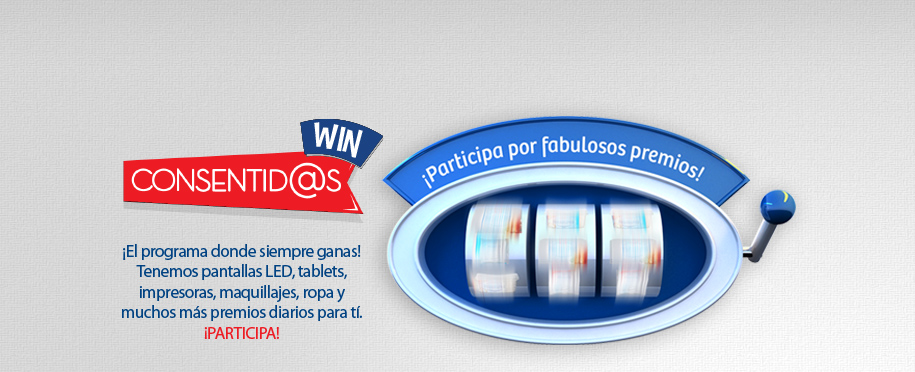 WIN
CONSENTID@S
¡Participa por fabulosos premios!
¡El programa donde siempre ganas!
Tenemos pantallas LED, tablets,
impresoras, maquillajes, ropa y
muchos más premios diarios para tí.
¡PARTICIPA!